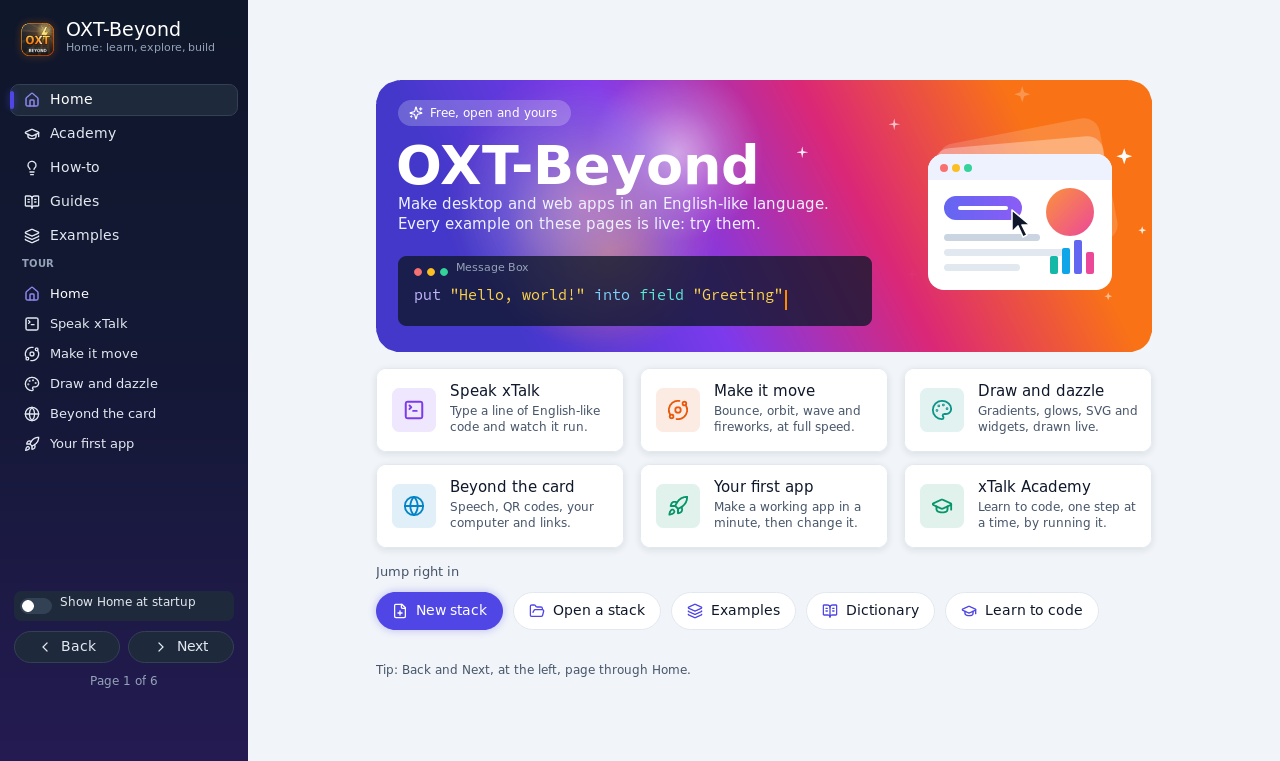 OXT
BEYOND
OXT-Beyond
Home: learn, explore, build
Home
Academy
How-to
Guides
Examples
TOUR
Home
Speak xTalk
Make it move
Draw and dazzle
Beyond the card
Your first app
Show Home at startup
Back
Next
Page 1 of 6
Free, open and yours
OXT-Beyond
Make desktop and web apps in an English-like language.
Every example on these pages is live: try them.
Message Box
put "Hello, world!" into field "Greeting"
Speak xTalk
Type a line of English-like
code and watch it run.
Make it move
Bounce, orbit, wave and
fireworks, at full speed.
Draw and dazzle
Gradients, glows, SVG and
widgets, drawn live.
Beyond the card
Speech, QR codes, your
computer and links.
Your first app
Make a working app in a
minute, then change it.
xTalk Academy
Learn to code, one step at
a time, by running it.
Jump right in
New stack
Open a stack
Examples
Dictionary
Learn to code
Tip: Back and Next, at the left, page through Home.